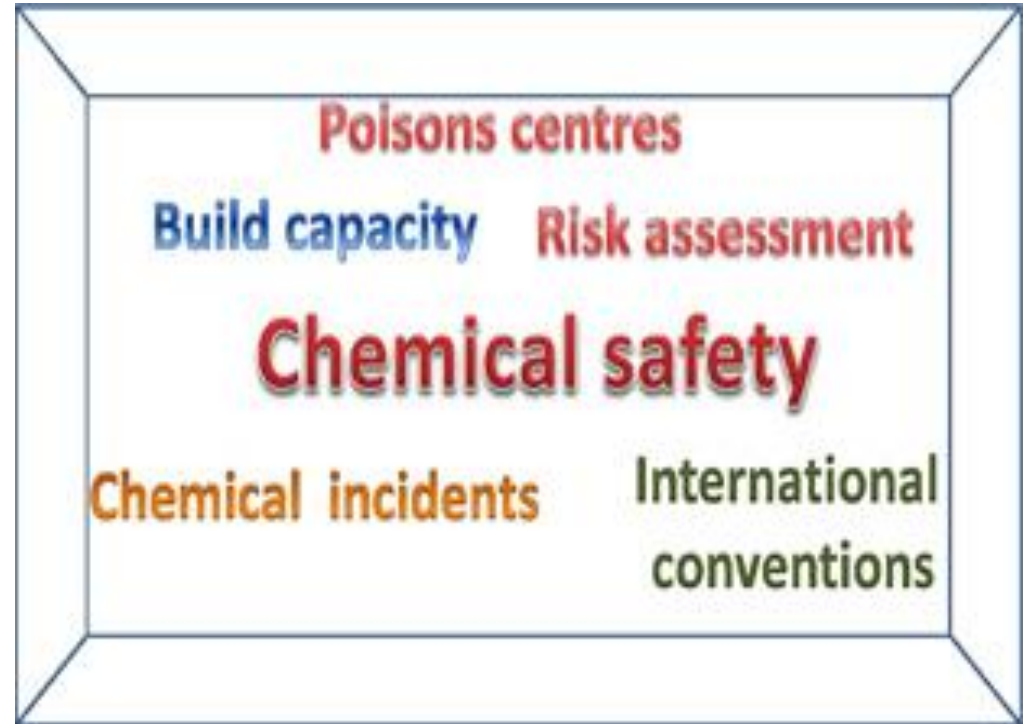 Poisons centres
Build capacity Risk assessment
Chemical safety
Chemical incidents
International
conventions